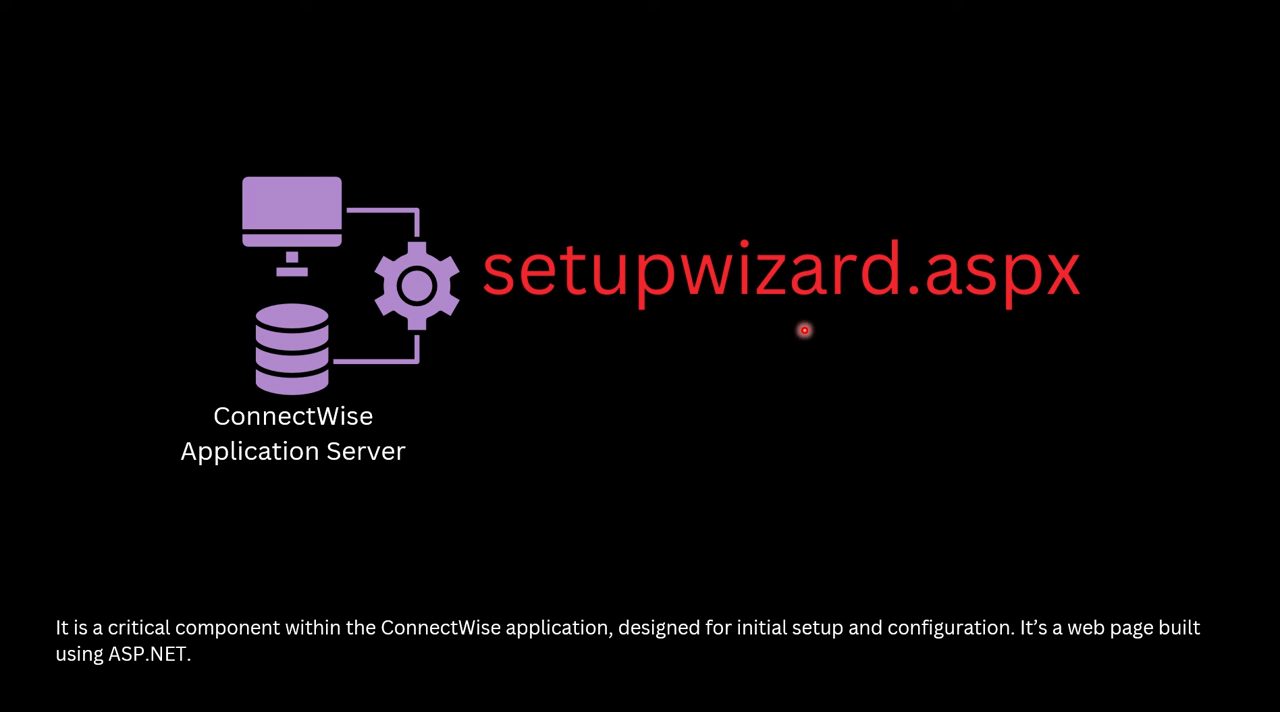 setupwizard.aspx
ConnectWise
Application Server
It is a critical component within the ConnectWise application, designed for initial setup and configuration. It’s a web page built
using ASP.NET.